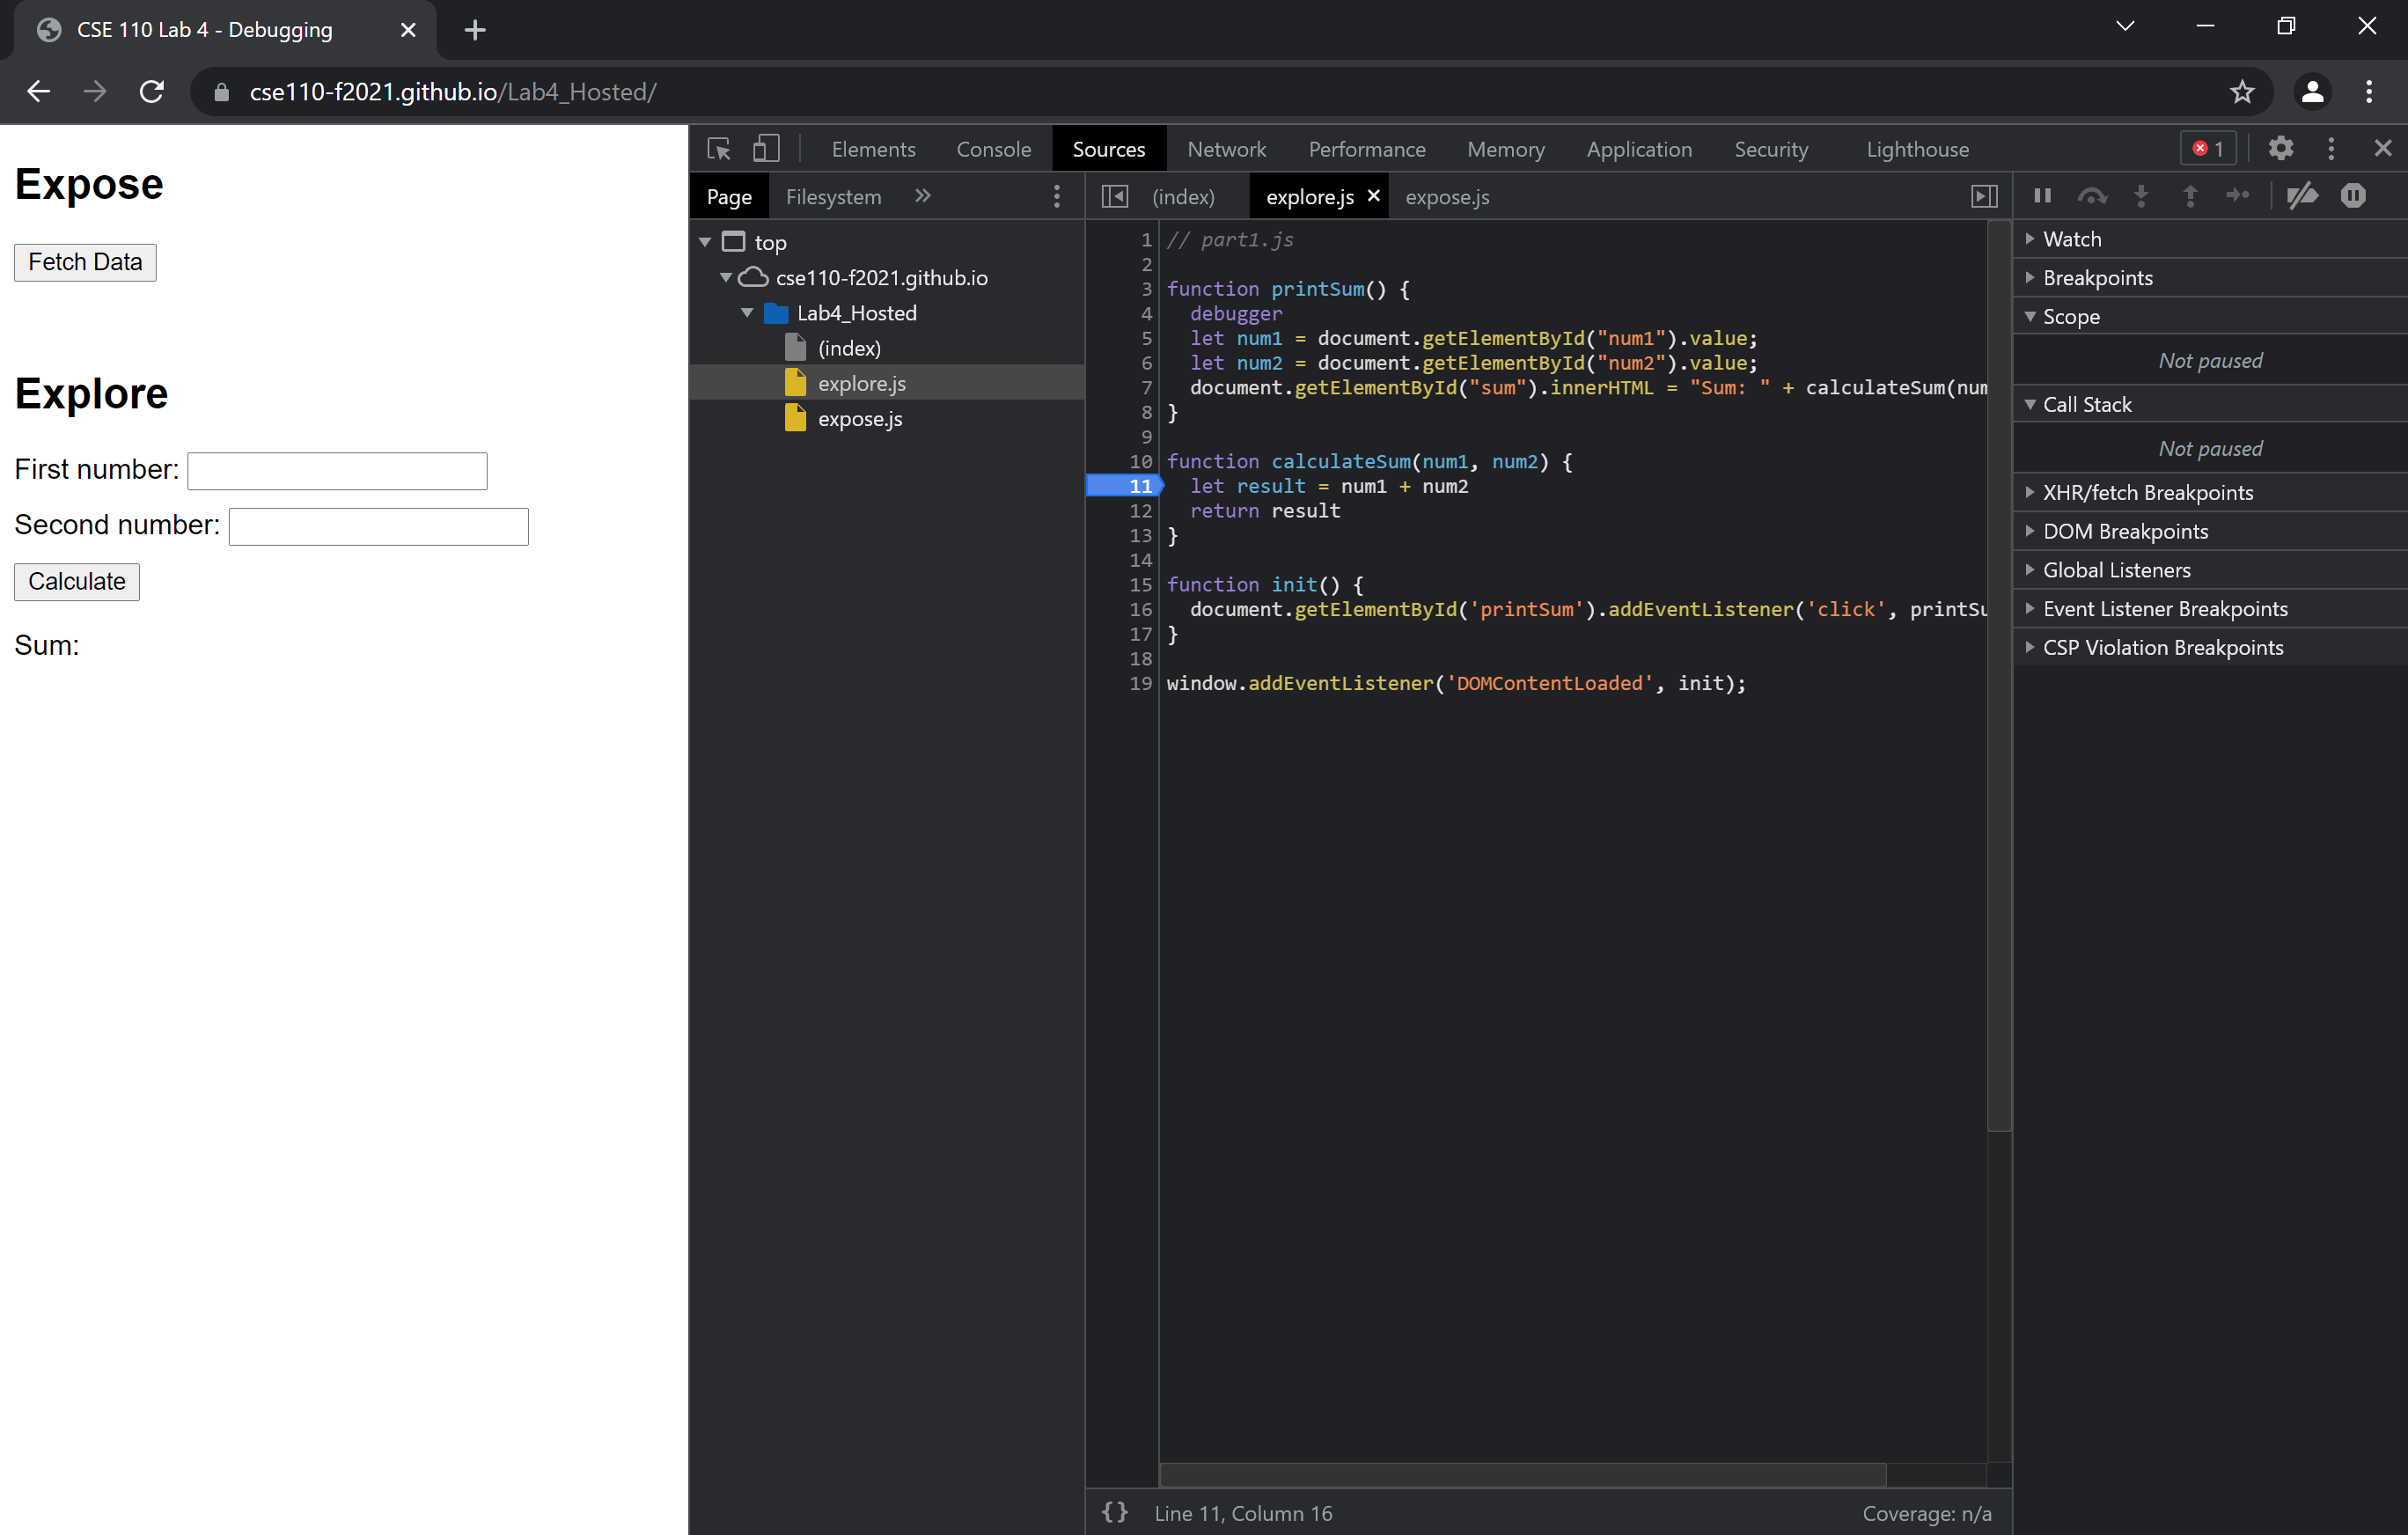 CSE 110 Lab 4 - Debugging
cse110-f2021.github.io/Lab4_Hosted/
Expose
Fetch Data
Explore
First number:
Second number:
Calculate
Sum:
Elements Console Sources Network Performance Memory Application Security Lighthouse 1
Page Filesystem
top
cse110-f2021.github.io
Lab4_Hosted
(index)
explore.js
expose.js
(index) explore.js expose.js
1 // part1.js
2
3 function printSum() {
4 debugger
5 let num1 = document.getElementById("num1").value;
6 let num2 = document.getElementById("num2").value;
7 document.getElementById("sum").innerHTML = "Sum: " + calculateSum(num
8 }
9
10 function calculateSum(num1, num2) {
11 let result = num1 + num2
12 return result
13 }
14
15 function init() {
16 document.getElementById('printSum').addEventListener('click', printSu
17 }
18
19 window.addEventListener('DOMContentLoaded', init);
{} Line 11, Column 16 Coverage: n/a
Watch
Breakpoints
Scope
Not paused
Call Stack
Not paused
XHR/fetch Breakpoints
DOM Breakpoints
Global Listeners
Event Listener Breakpoints
CSP Violation Breakpoints